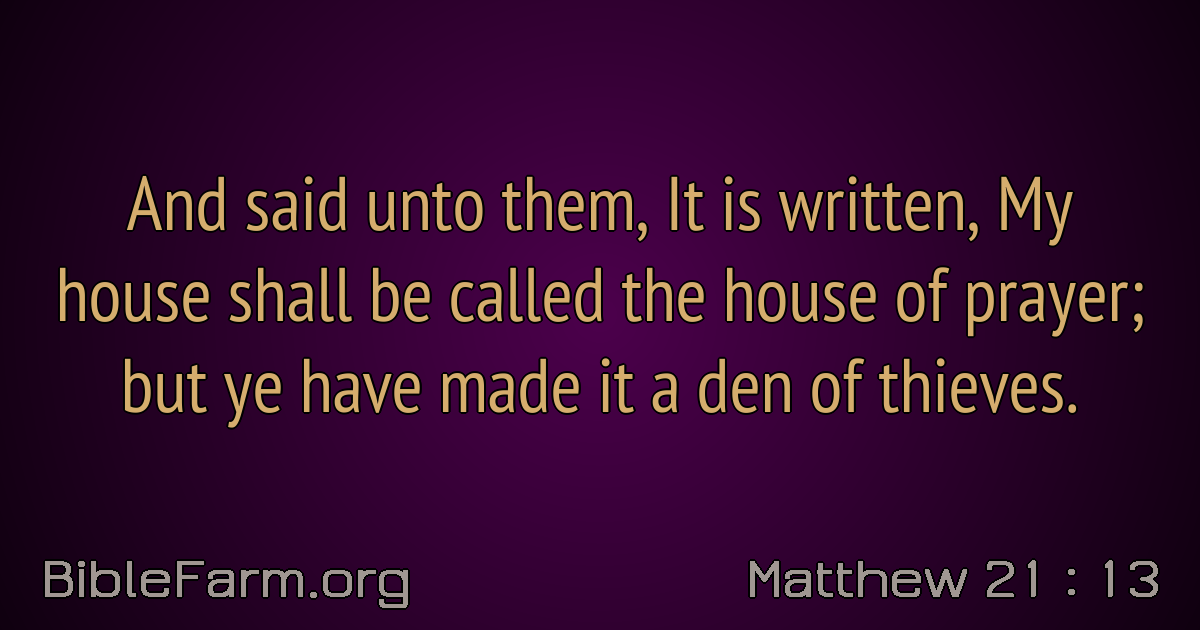 And said unto them, It is written, My
house shall be called the house of prayer;
but ye have made it a den of thieves.
BibleFarm.org
Matthew 21 : 13